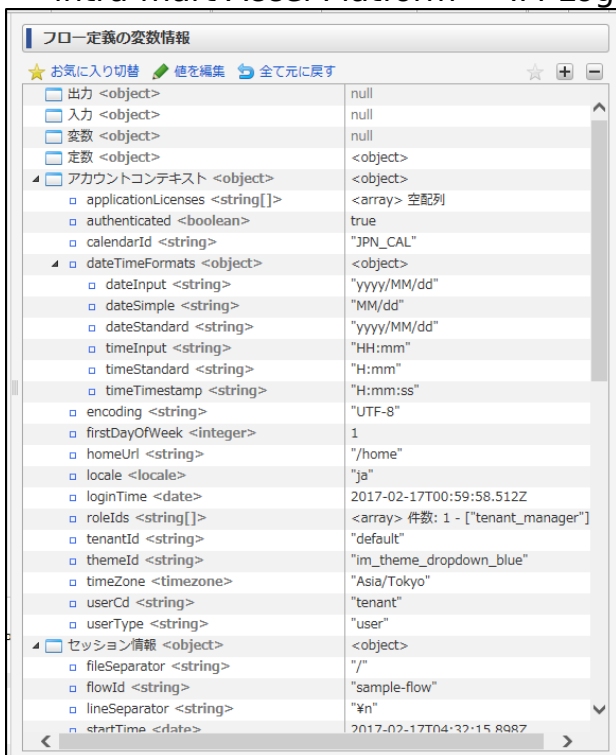 フロー定義の変数情報
お気に入り切替 値を編集 全て元に戻す
出力 <object> null
入力 <object> null
変数 <object> null
定数 <object> <object>
アカウントコンテキスト <object> <object>
applicationLicenses <string[]> <array> 空配列
authenticated <boolean> true
calendarId <string> "JPN_CAL"
dateTimeFormats <object> <object>
dateInput <string> "yyyy/MM/dd"
dateSimple <string> "MM/dd"
dateStandard <string> "yyyy/MM/dd"
timeInput <string> "HH:mm"
timeStandard <string> "H:mm"
timeTimestamp <string> "H:mm:ss"
encoding <string> "UTF-8"
firstDayOfWeek <integer> 1
homeUrl <string> "/home"
locale <locale> "ja"
loginTime <date> 2017-02-17T00:59:58.512Z
roleIds <string[]> <array> 件数: 1 - ["tenant_manager"]
tenantId <string> "default"
themeId <string> "im_theme_dropdown_blue"
timeZone <timezone> "Asia/Tokyo"
userCd <string> "tenant"
userType <string> "user"
セッション情報 <object> <object>
fileSeparator <string> "/"
flowId <string> "sample-flow"
lineSeparator <string> "¥n"
startTime <date> 2017-02-17T04:32:15.898Z